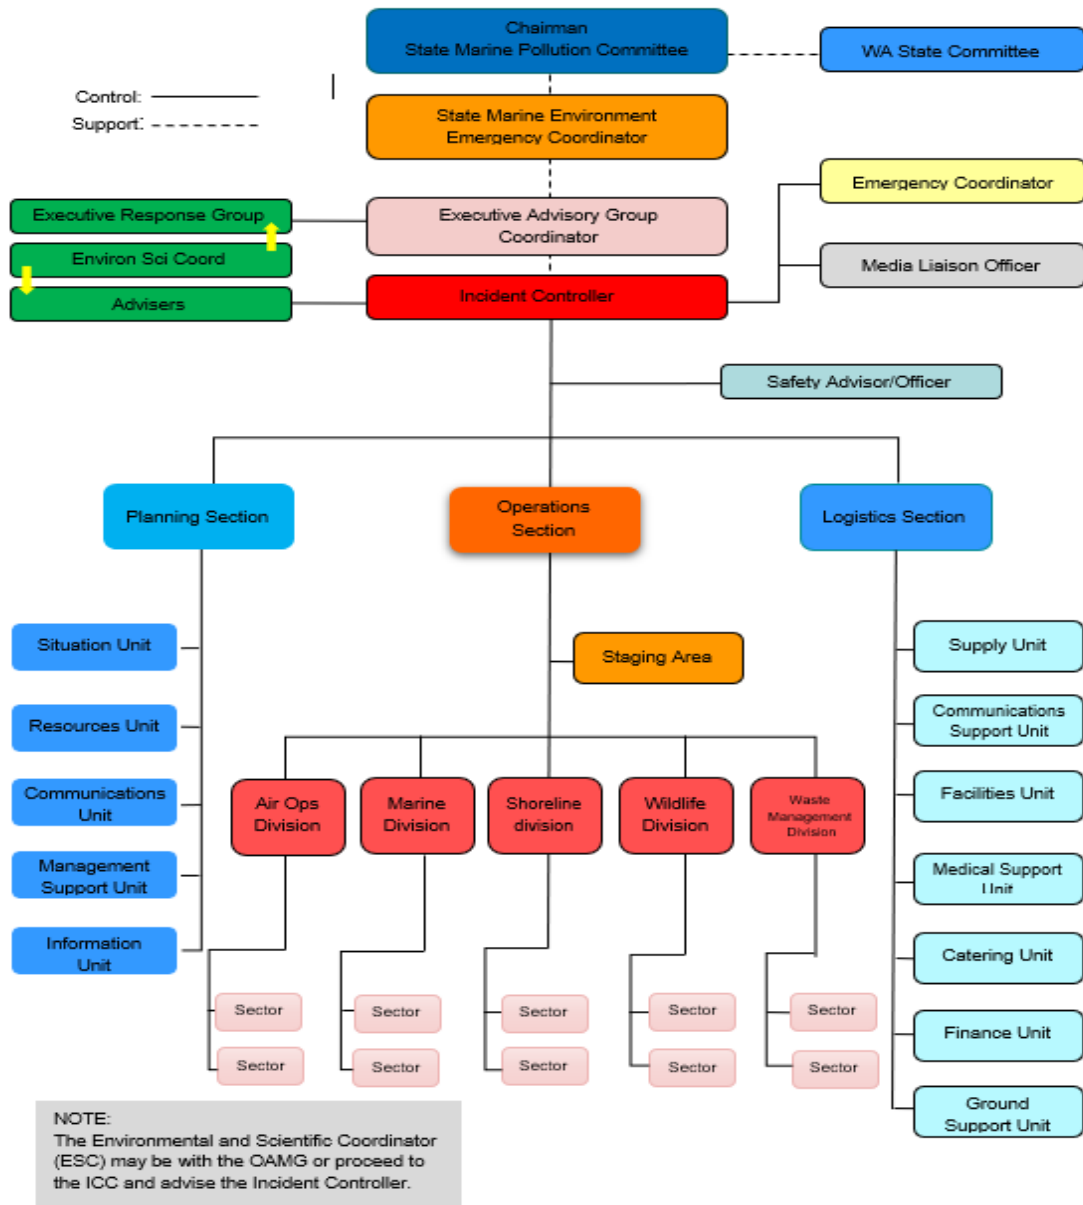 Chairman
State Marine Pollution Committee
WA State Committee
Control:
Support:
State Marine Environment
Emergency Coordinator
Emergency Coordinator
Executive Response Group
Executive Advisory Group
Coordinator
Environ Sci Coord
Media Liaison Officer
Advisers
Incident Controller
Safety Advisor/Officer
Planning Section
Operations
Section
Logistics Section
Situation Unit
Resources Unit
Communications
Unit
Management
Support Unit
Information
Unit
Staging Area
Air Ops
Division
Marine
Division
Shoreline
division
Wildlife
Division
Waste
Management
Division
Sector
Sector
Sector
Sector
Sector
Sector
Sector
Sector
Sector
Sector
Supply Unit
Communications
Support Unit
Facilities Unit
Medical Support
Unit
Catering Unit
Finance Unit
Ground
Support Unit
NOTE:
The Environmental and Scientific Coordinator
(ESC) may be with the OAMG or proceed to
the ICC and advise the Incident Controller.